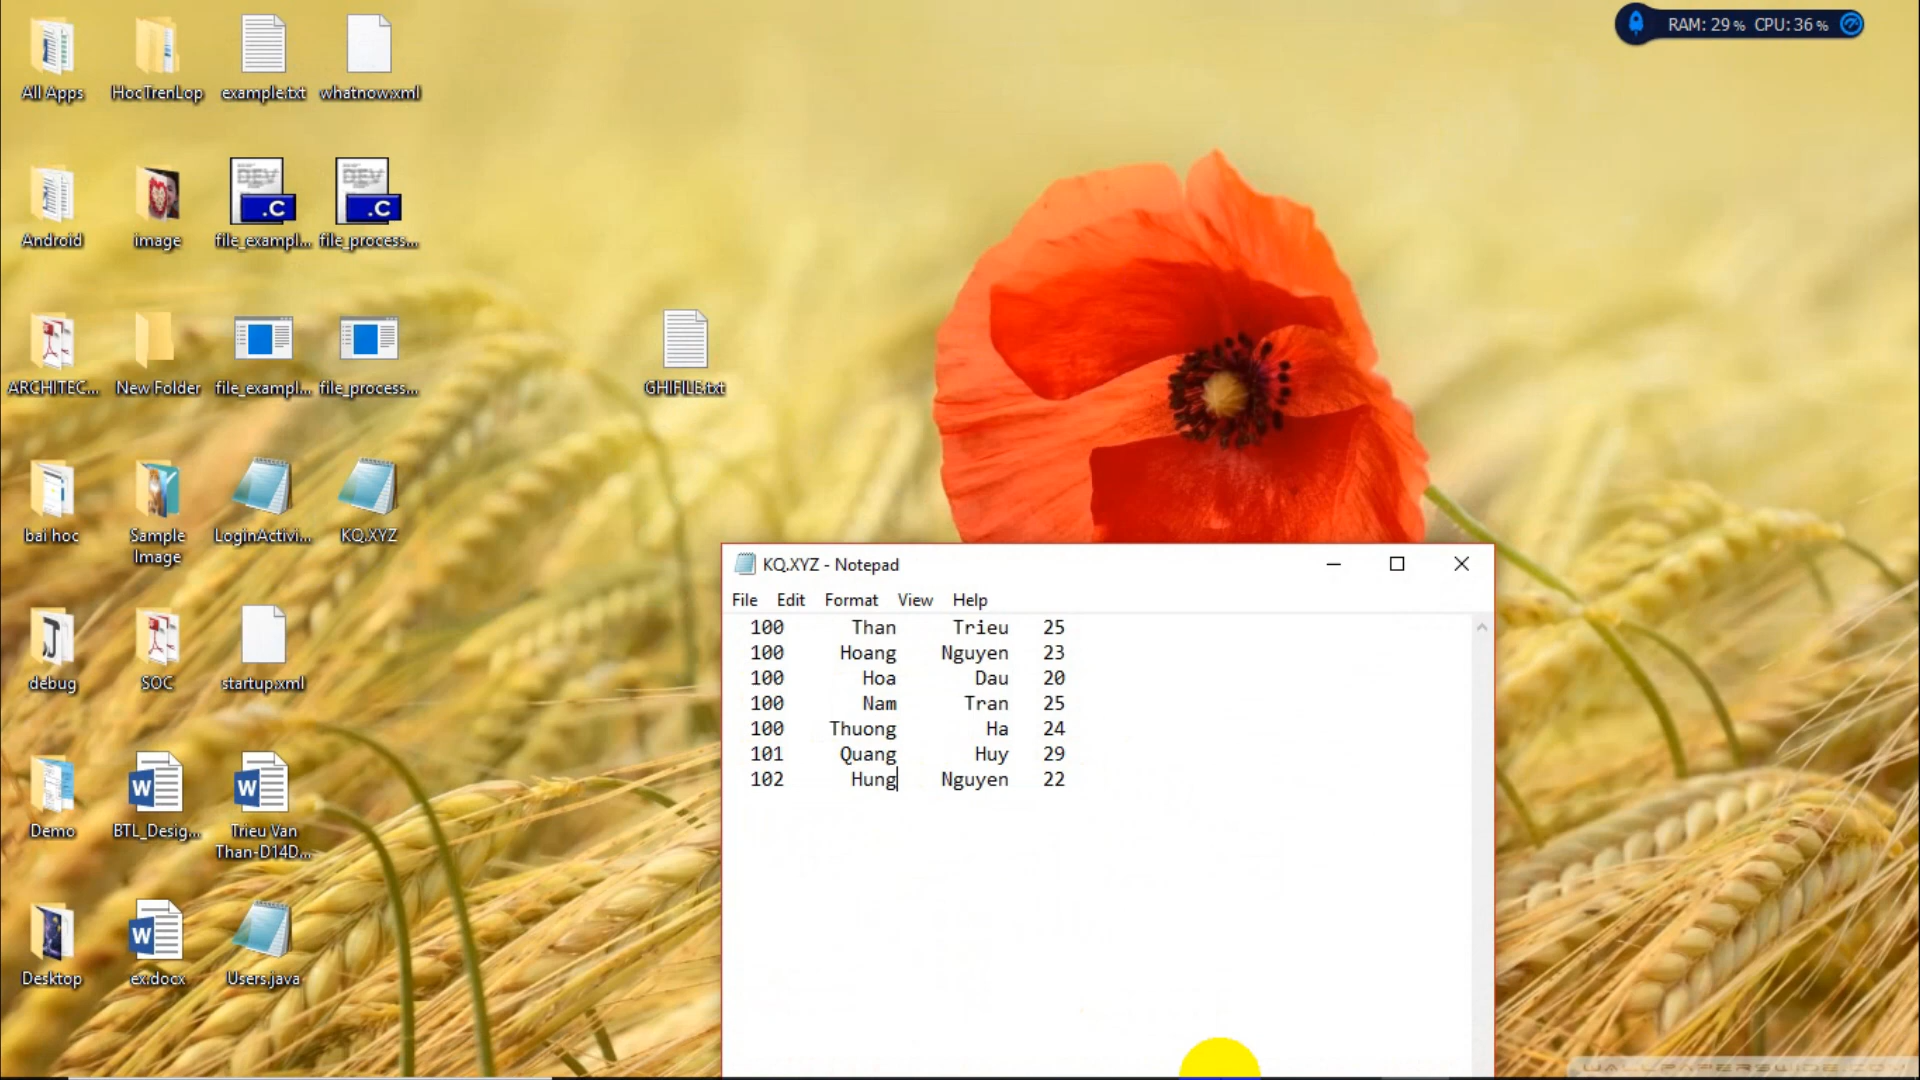 RAM: 29 % CPU: 36 %
All Apps
HocTrenLop
example.txt
whatnow.xml
Android
image
DEV
.C
file_exampl...
DEV
.C
file_process...
ARCHITEC...
New Folder
file_exampl...
file_process...
GHIFILE.txt
bai hoc
Sample
Image
LoginActivi...
KQ.XYZ
debug
SOC
startup.xml
Demo
BTL_Desig...
Trieu Van
Than-D14D...
Desktop
ex.docx
Users.java
KQ.XYZ - Notepad
File Edit Format View Help
100 Than Trieu 25
100 Hoang Nguyen 23
100 Hoa Dau 20
100 Nam Tran 25
100 Thuong Ha 24
101 Quang Huy 29
102 Hung Nguyen 22
WALLPAPERSWIDE.COM